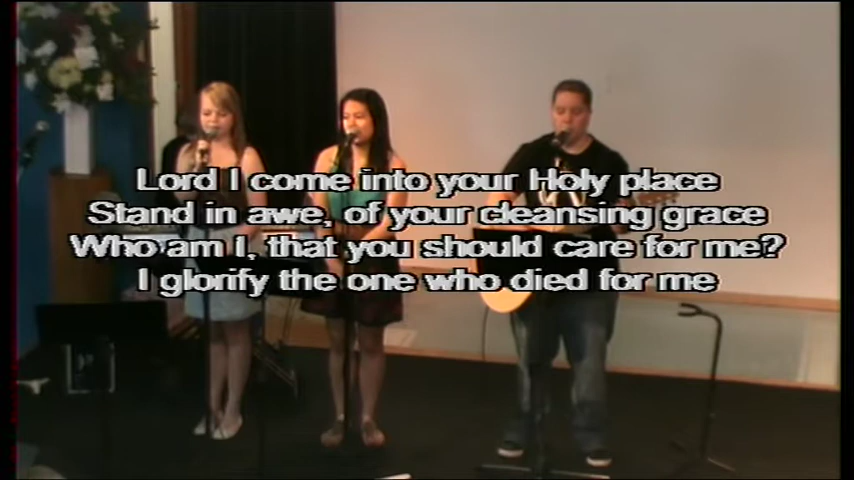 Lord I come into your Holy place
Stand in awe, of your cleansing grace
Who am I, that you should care for me?
I glorify the one who died for me